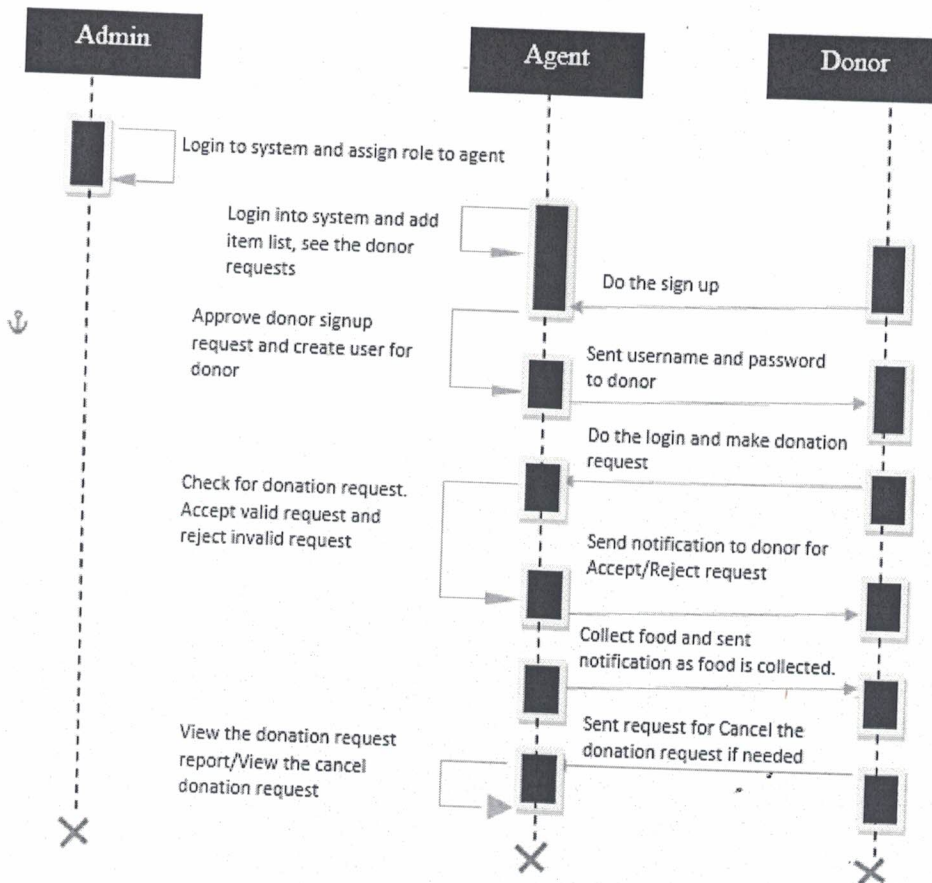 Admin
Agent
Donor
Login to system and assign role to agent
Login into system and add
item list, see the donor
requests
Do the sign up
Approve donor signup
request and create user for
donor
Sent username and password
to donor
Do the login and make donation
request
Check for donation request.
Accept valid request and
reject invalid request
Send notification to donor for
Accept/Reject request
Collect food and sent
notification as food is collected.
Sent request for Cancel the
donation request if needed
View the donation request
report/View the cancel
donation request